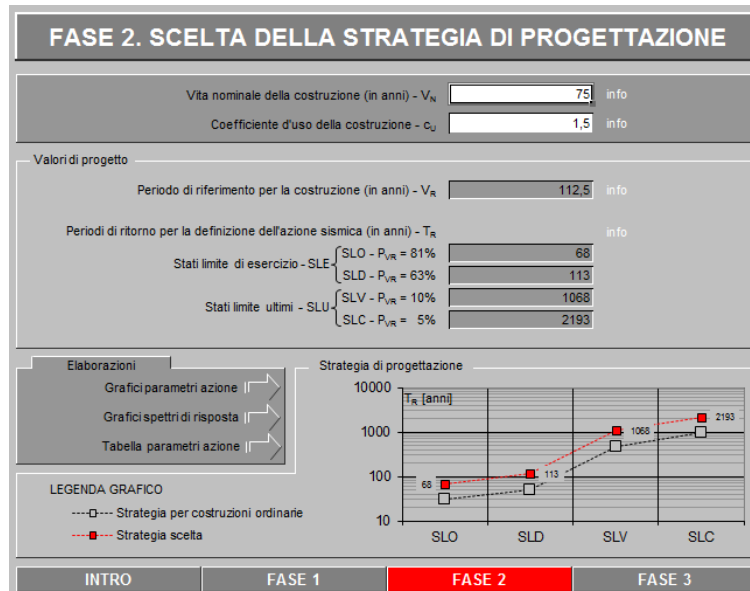 FASE 2. SCELTA DELLA STRATEGIA DI PROGETTAZIONE
Vita nominale della costruzione (in anni) - VN 75 info
Coefficiente d'uso della costruzione - cU 1,5 info
Valori di progetto
Periodo di riferimento per la costruzione (in anni) - VR 112,5 info
Periodi di ritorno per la definizione dell'azione sismica (in anni) - TR info
Stati limite di esercizio - SLE
SLO - PVR = 81% 68
SLD - PVR = 63% 113
Stati limite ultimi - SLU
SLV - PVR = 10% 1068
SLC - PVR = 5% 2193
Elaborazioni
Grafici parametri azione
Grafici spettri di risposta
Tabella parametri azione
LEGENDA GRAFICO
Strategia per costruzioni ordinarie
Strategia scelta
Strategia di progettazione
TR [anni]
10000
1000
100
10
68
113
1068
2193
SLO SLD SLV SLC
INTRO FASE 1 FASE 2 FASE 3